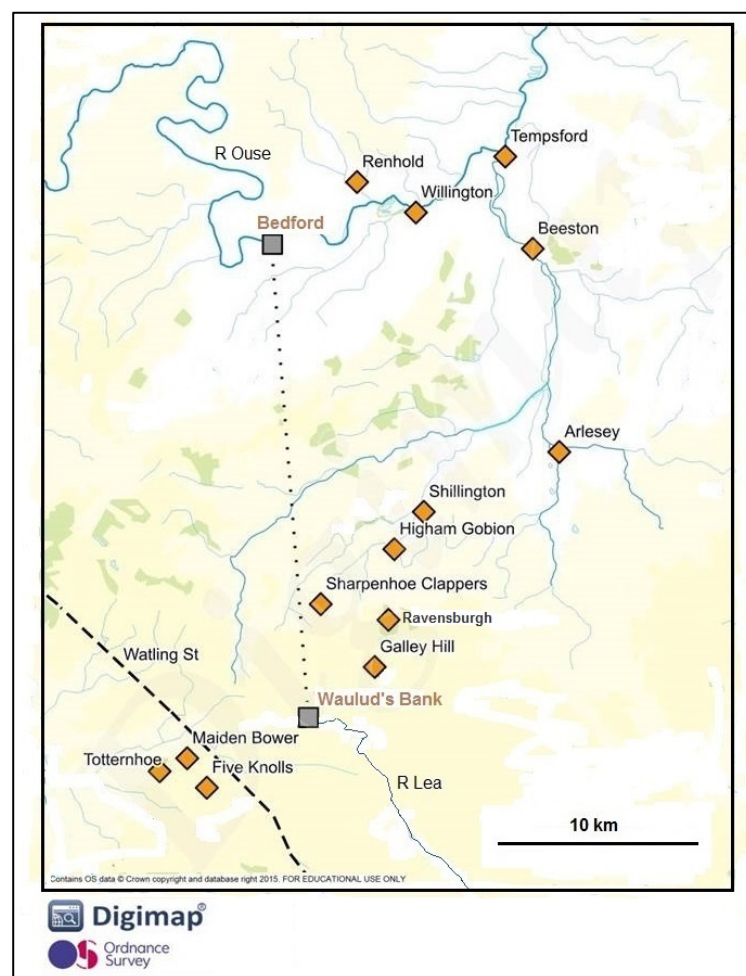 Tempsford
R Ouse
Renhold
Willington
Bedford
Beeston
Arlesey
Shillington
Higham Gobion
Sharpenhoe Clappers
Ravensburgh
Watling St
Galley Hill
Waulud's Bank
Maiden Bower
Totternhoe
Five Knolls
R Lea
10 km
Contains OS data © Crown copyright and database right 2015. FOR EDUCATIONAL USE ONLY
Digimap®
Ordnance
Survey